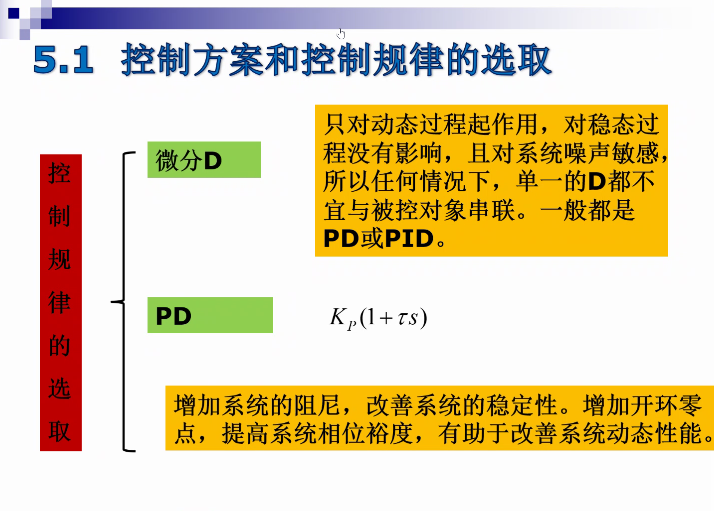 5.1 控制方案和控制规律的选取
控
制
规
律
的
选
取
微分D
只对动态过程起作用，对稳态过
程没有影响，且对系统噪声敏感，
所以任何情况下，单一的D都不
宜与被控对象串联。一般都是
PD或PID。
PD
K_P(1+τs)
增加系统的阻尼，改善系统的稳定性。增加开环零
点，提高系统相位裕度，有助于改善系统动态性能。